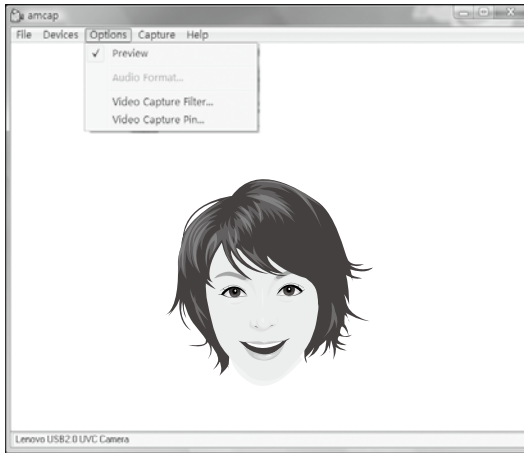 amcap
File Devices Options Capture Help
✓ Preview
Audio Format...
Video Capture Filter...
Video Capture Pin...
Lenovo USB2.0 UVC Camera